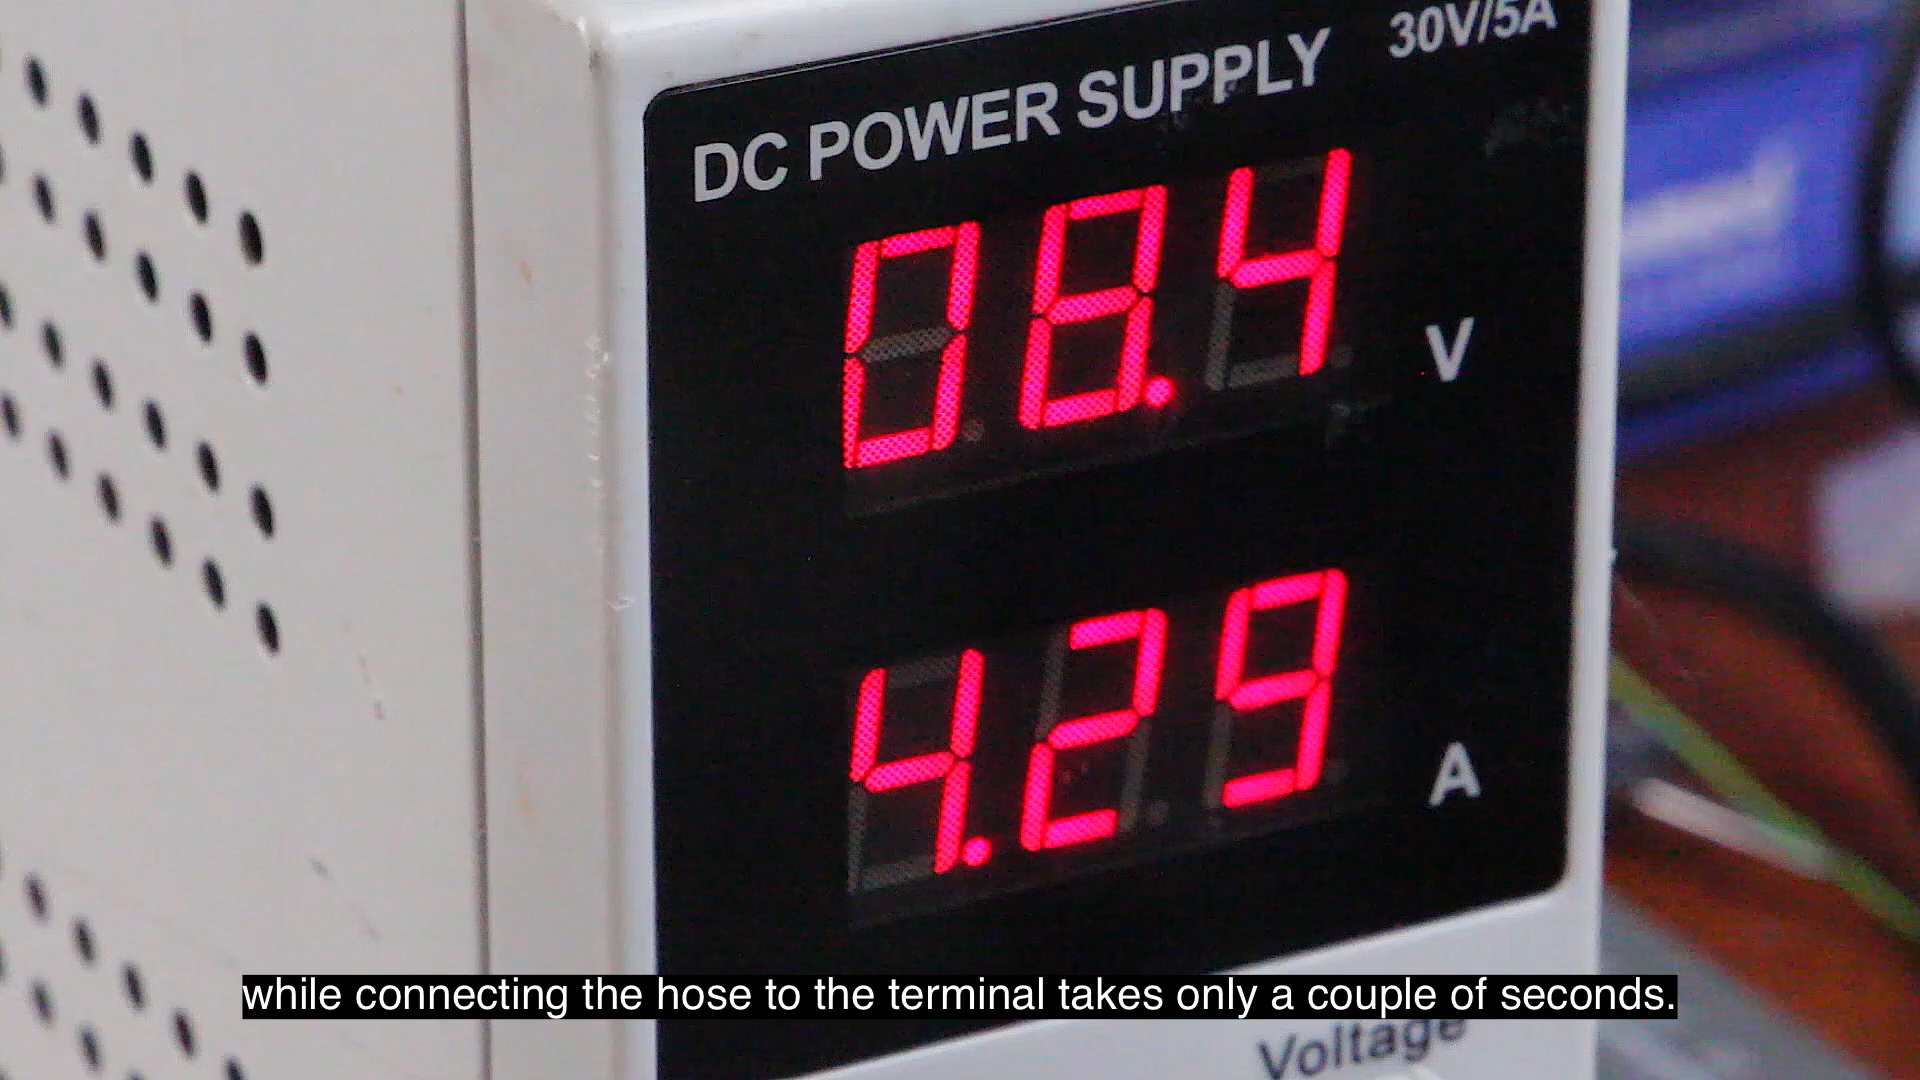 30V/5A
DC POWER SUPPLY
08.4 V
4.29 A
while connecting the hose to the terminal takes only a couple of seconds.
Voltage